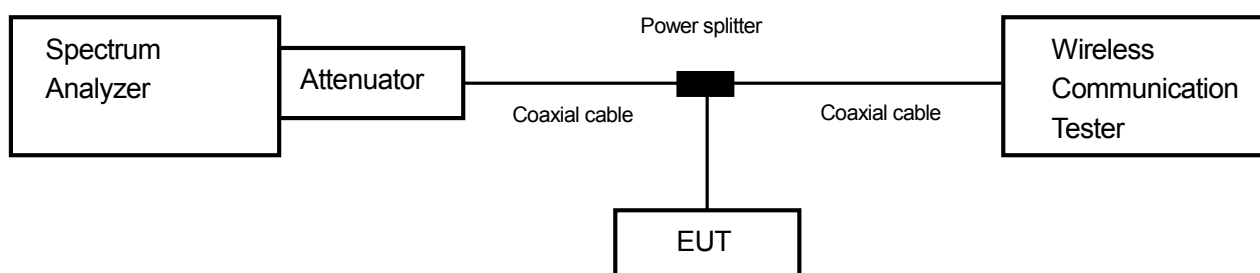 Power splitter
Spectrum
Analyzer
Attenuator
Coaxial cable
Coaxial cable
Wireless
Communication
Tester
EUT